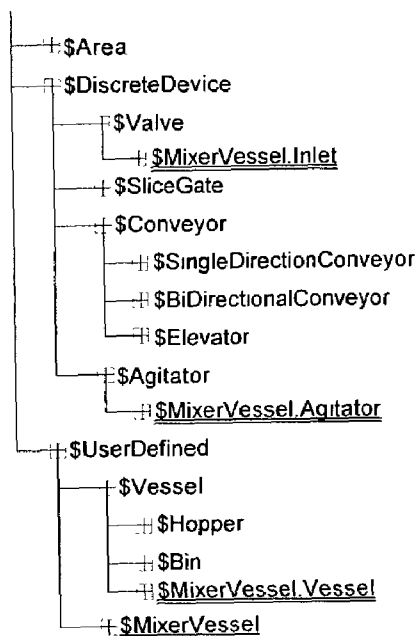 $Area
$DiscreteDevice
$Valve
$MixerVessel.Inlet
$SliceGate
$Conveyor
$SingleDirectionConveyor
$BiDirectionalConveyor
$Elevator
$Agitator
$MixerVessel.Agitator
$UserDefined
$Vessel
$Hopper
$Bin
$MixerVessel.Vessel
$MixerVessel